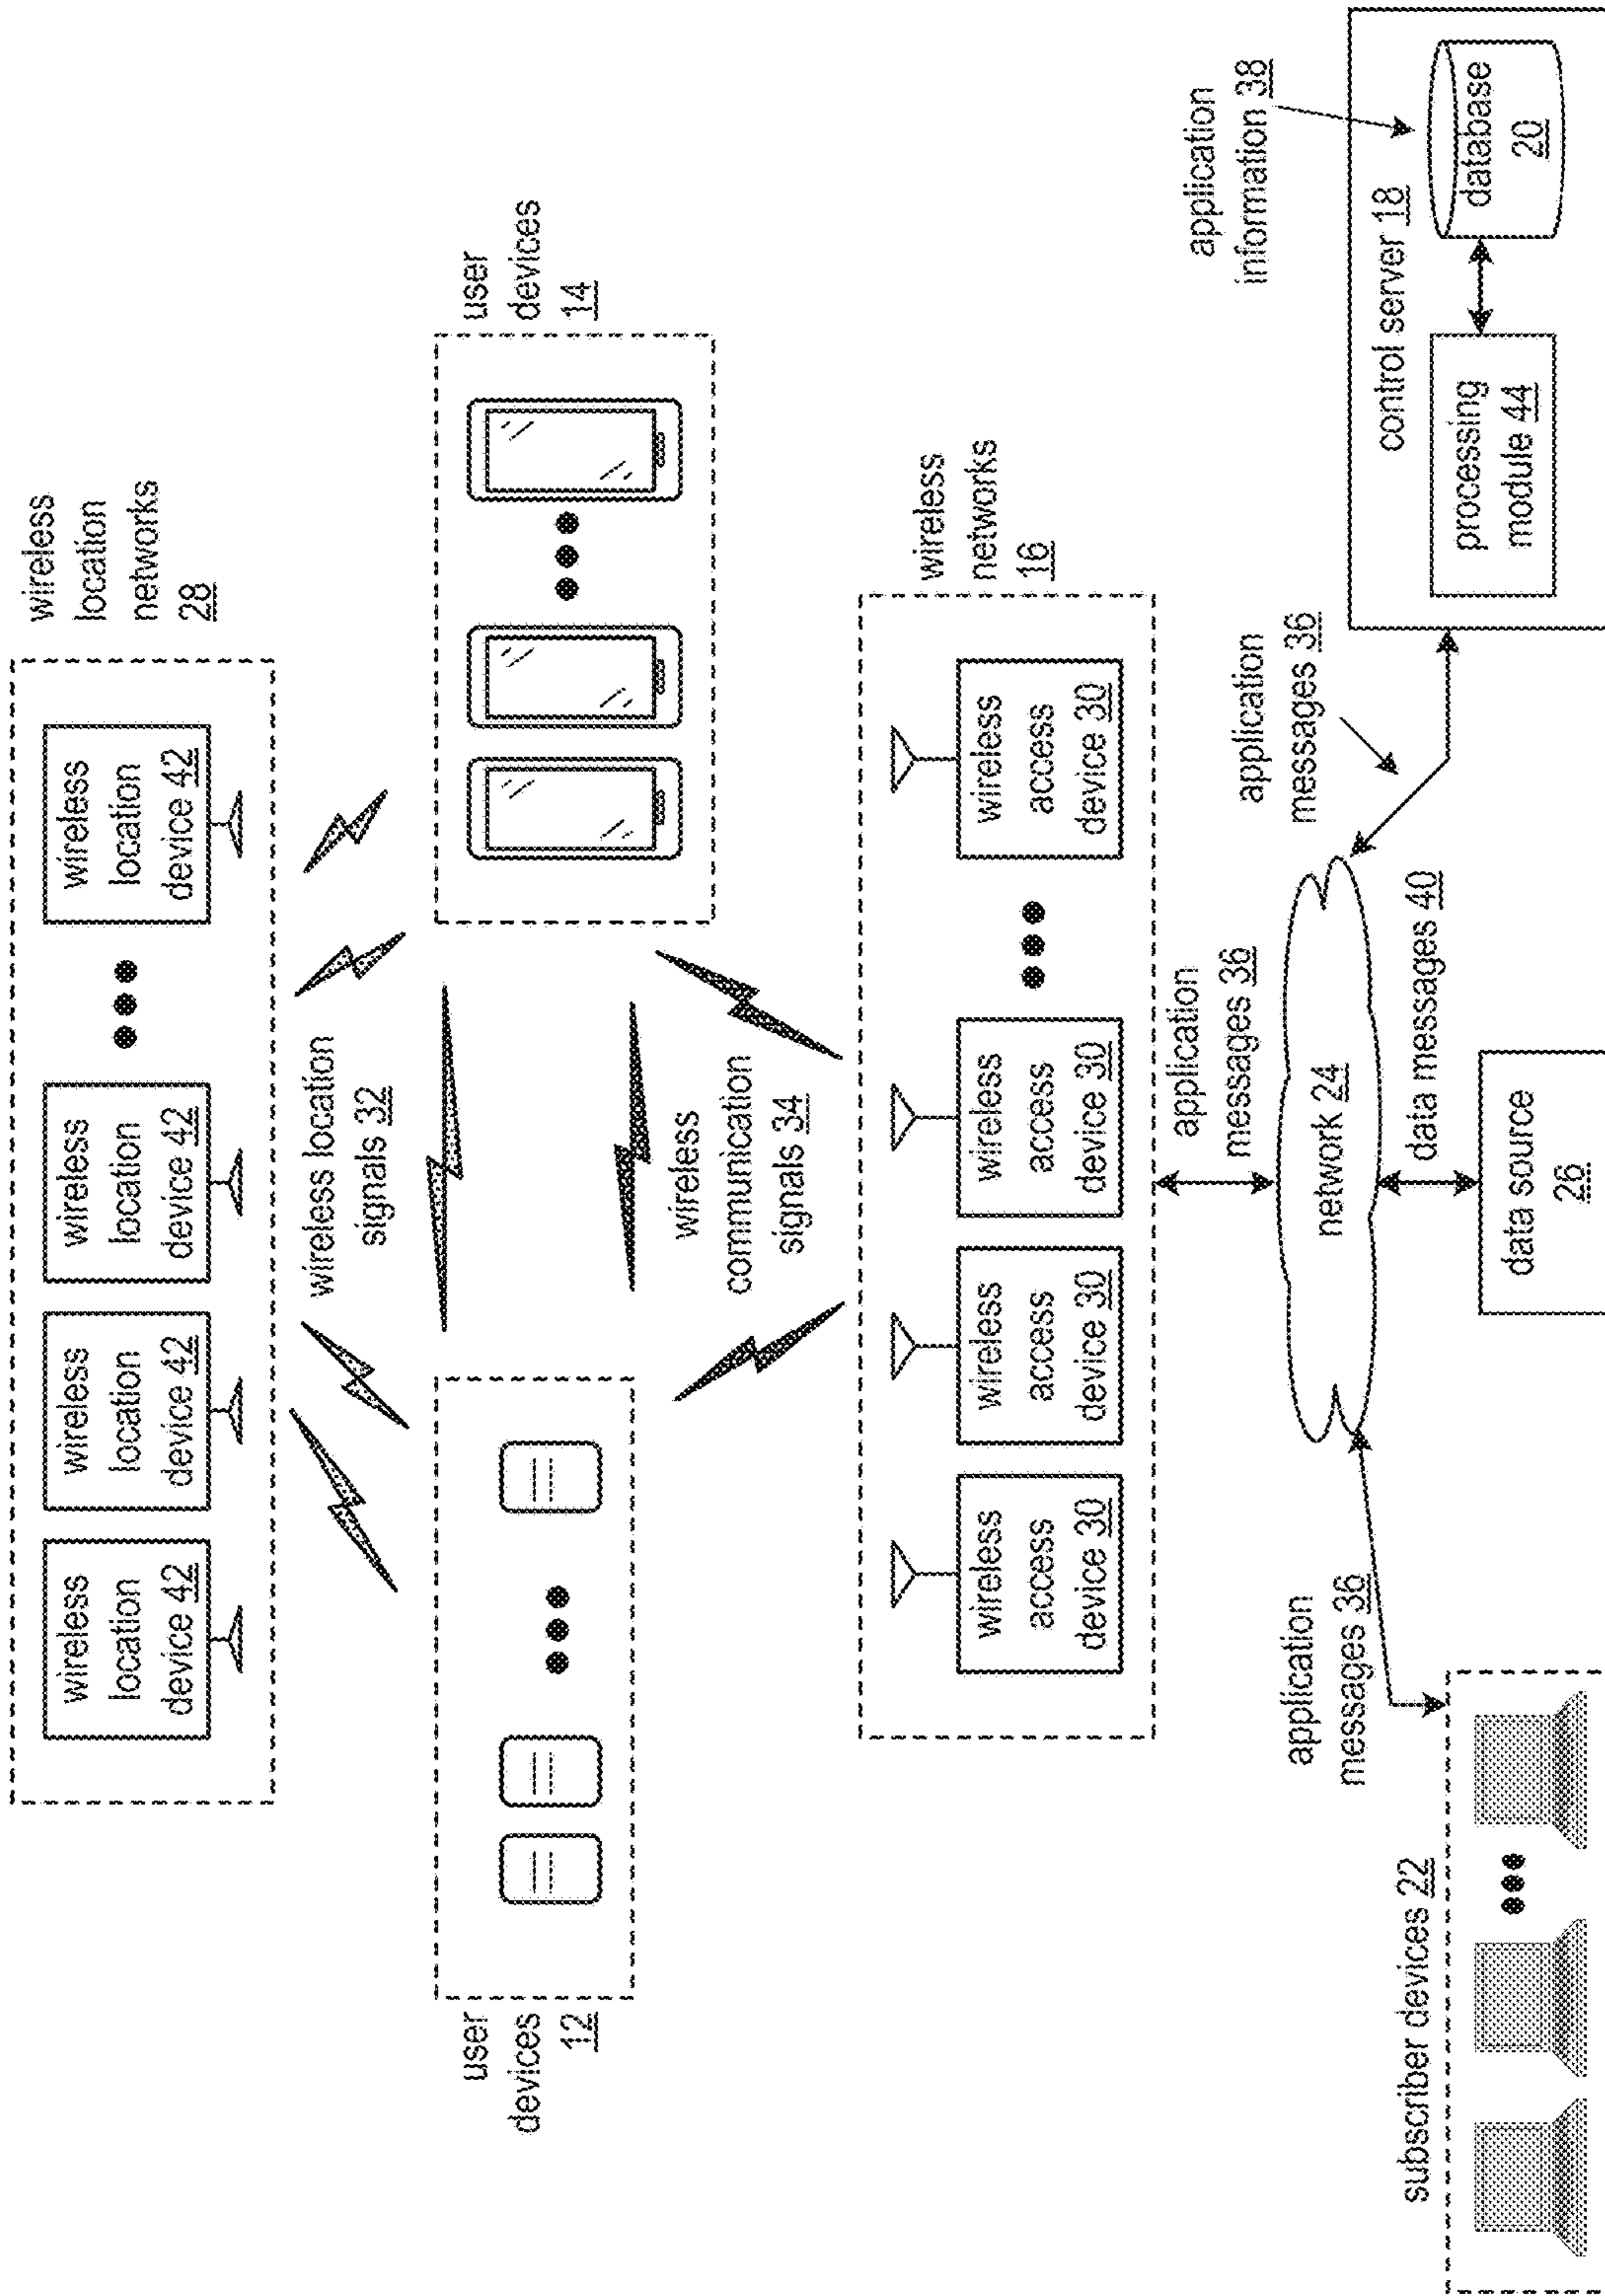 wireless
location
networks
28
wireless
location
device 42
wireless
location
device 42
wireless
location
device 42
wireless
location
device 42
wireless location
signals 32
user
devices
12
user
devices
14
wireless
communication
signals 34
wireless
networks
16
wireless
access
device 30
wireless
access
device 30
wireless
access
device 30
wireless
access
device 30
application
messages 36
application
messages 36
application
messages 36
application
information 38
network 24
data messages 40
subscriber devices 22
data source
26
control server 18
processing
module 44
database
20